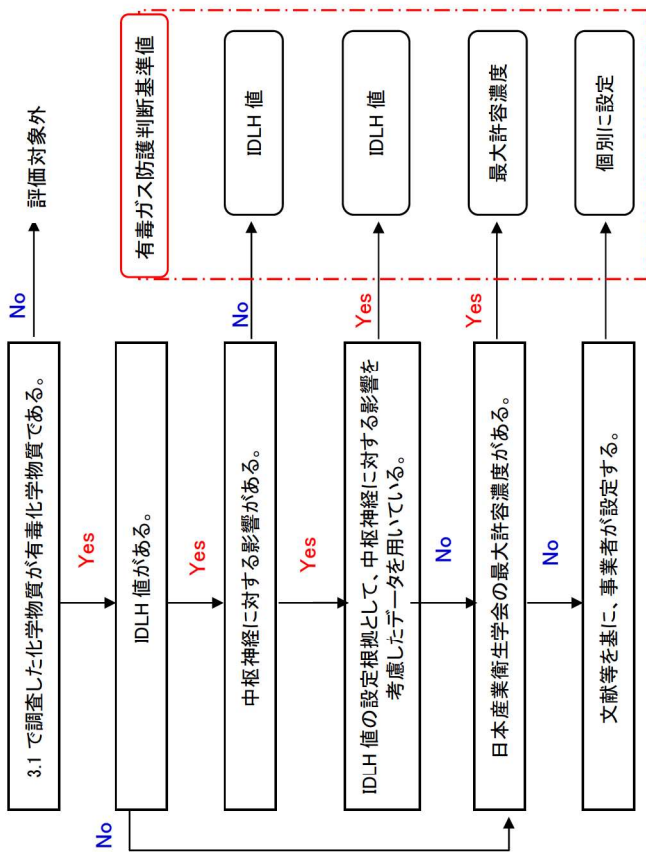 3.1 で調査した化学物質が有毒化学物質である。
No
評価対象外
Yes
有毒ガス防護判断基準値
IDLH 値がある。
No
Yes
中枢神経に対する影響がある。
No
IDLH 値
Yes
IDLH 値の設定根拠として、中枢神経に対する影響を
考慮したデータを用いている。
Yes
IDLH 値
No
日本産業衛生学会の最大許容濃度がある。
Yes
最大許容濃度
No
文献等を基に、事業者が設定する。
個別に設定